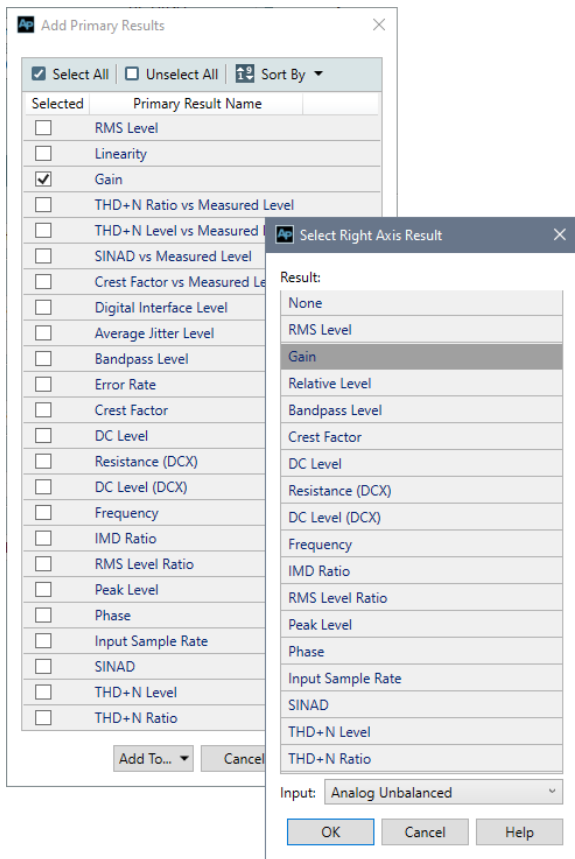 Ap Add Primary Results
Select All Unselect All Sort By
Selected Primary Result Name
RMS Level
Linearity
Gain
THD+N Ratio vs Measured Level
THD+N Level vs Measured
SINAD vs Measured Level
Crest Factor vs Measured Le
Digital Interface Level
Average Jitter Level
Bandpass Level
Error Rate
Crest Factor
DC Level
Resistance (DCX)
DC Level (DCX)
Frequency
IMD Ratio
RMS Level Ratio
Peak Level
Phase
Input Sample Rate
SINAD
THD+N Level
THD+N Ratio
Add To... Cancel
Ap Select Right Axis Result
Result:
None
RMS Level
Gain
Relative Level
Bandpass Level
Crest Factor
DC Level
Resistance (DCX)
DC Level (DCX)
Frequency
IMD Ratio
RMS Level Ratio
Peak Level
Phase
Input Sample Rate
SINAD
THD+N Level
THD+N Ratio
Input: Analog Unbalanced
OK Cancel Help